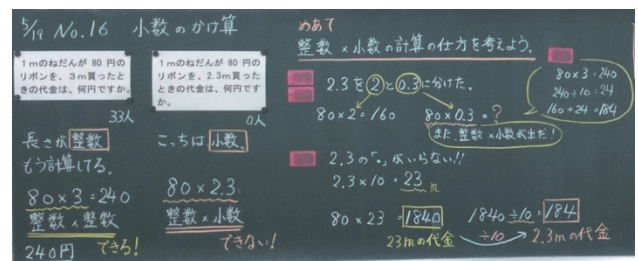 5/19 No.16 小数のかけ算
1mのねだんが 80 円の
リボンを、3m買ったと
きの代金は、何円ですか。
33人
長さが整数
もう計算してる。
80×3=240
整数×整数
240円 できる!
1mのねだんが 80 円の
リボンを、2.3m買った
ときの代金は、何円です
か。
0人
こっちは小数。
80×2.3
整数×小数
できない!
めあて
整数×小数の計算の仕方を考えよう。
2.3を2と0.3に分けた。
80×2=160
80×0.3=?
また、整数×小数が出た!
80×3=240
240÷10=24
160+24=184
2.3の「.」がいらない!!
2.3×10=23m
80×23=1840
23mの代金
÷10
1840÷10=184
2.3mの代金